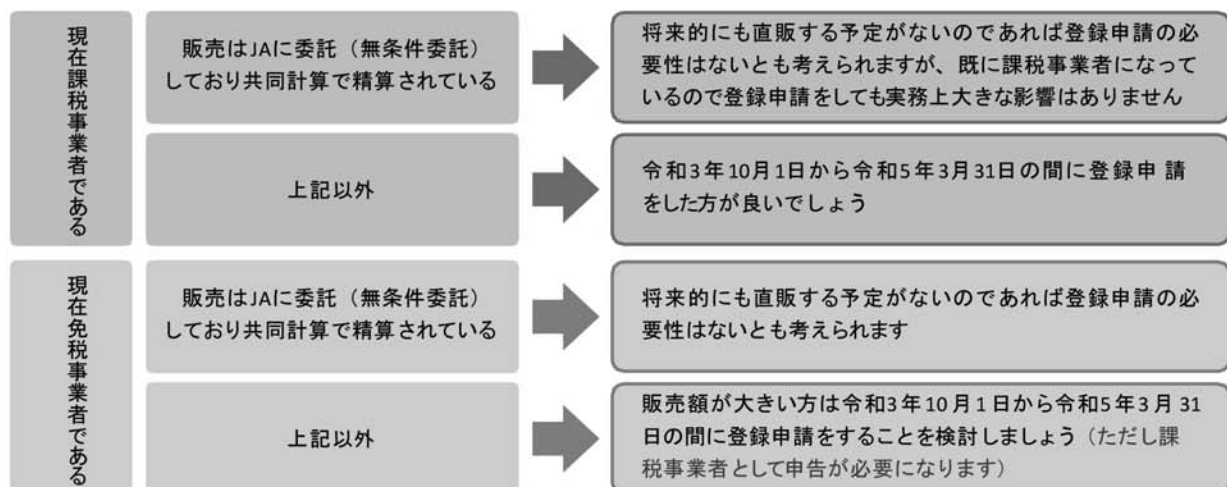 現在課税事業者である
販売はJAに委託（無条件委託）
しており共同計算で精算されている
将来的にも直販する予定がないのであれば登録申請の必
要性はないとも考えられますが、既に課税事業者になって
いるので登録申請をしても実務上大きな影響はありません
上記以外
令和3年10月1日から令和5年3月31日の間に登録申 請
をした方が良いでしょう
現在免税事業者である
販売はJAに委託（無条件委託）
しており共同計算で精算されている
将来的にも直販する予定がないのであれば登録申請の必
要性はないとも考えられます
上記以外
販売額が大きい方は令和3年10月1日から令和5年3月31
日の間に登録申請をすることを検討しましょう（ただし課
税事業者として申告が必要になります）